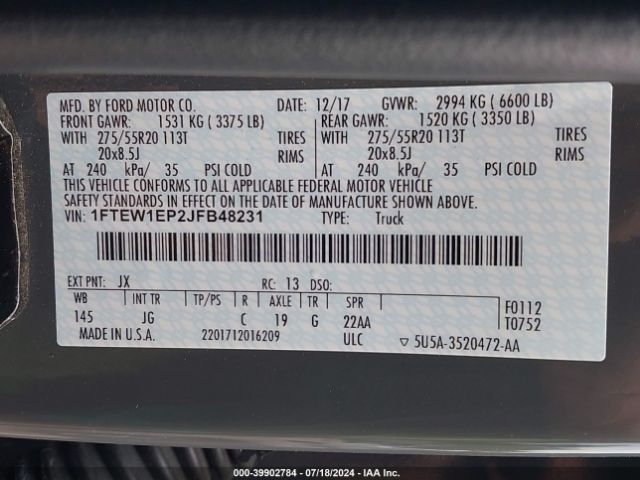 MFD. BY FORD MOTOR CO. DATE: 12/17 GVWR: 2994 KG ( 6600 LB)
FRONT GAWR: 1531 KG ( 3375 LB) REAR GAWR: 1520 KG ( 3350 LB)
WITH 275/55R20 113T TIRES WITH 275/55R20 113T TIRES
20x8.5J RIMS 20x8.5J RIMS
AT 240 kPa/ 35 PSI COLD AT 240 kPa/ 35 PSI COLD
THIS VEHICLE CONFORMS TO ALL APPLICABLE FEDERAL MOTOR VEHICLE
SAFETY STANDARDS IN EFFECT ON THE DATE OF MANUFACTURE SHOWN ABOVE.
VIN: 1FTEW1EP2JFB48231 TYPE: Truck
EXT PNT: JX RC: 13 DSO:
WB INT TR TP/PS R AXLE TR SPR F0112
145 JG C 19 G 22AA T0752
MADE IN U.S.A. 2201712016209 ULC ▽ 5U5A-3520472-AA
000-39902784 - 07/18/2024 - IAA Inc.